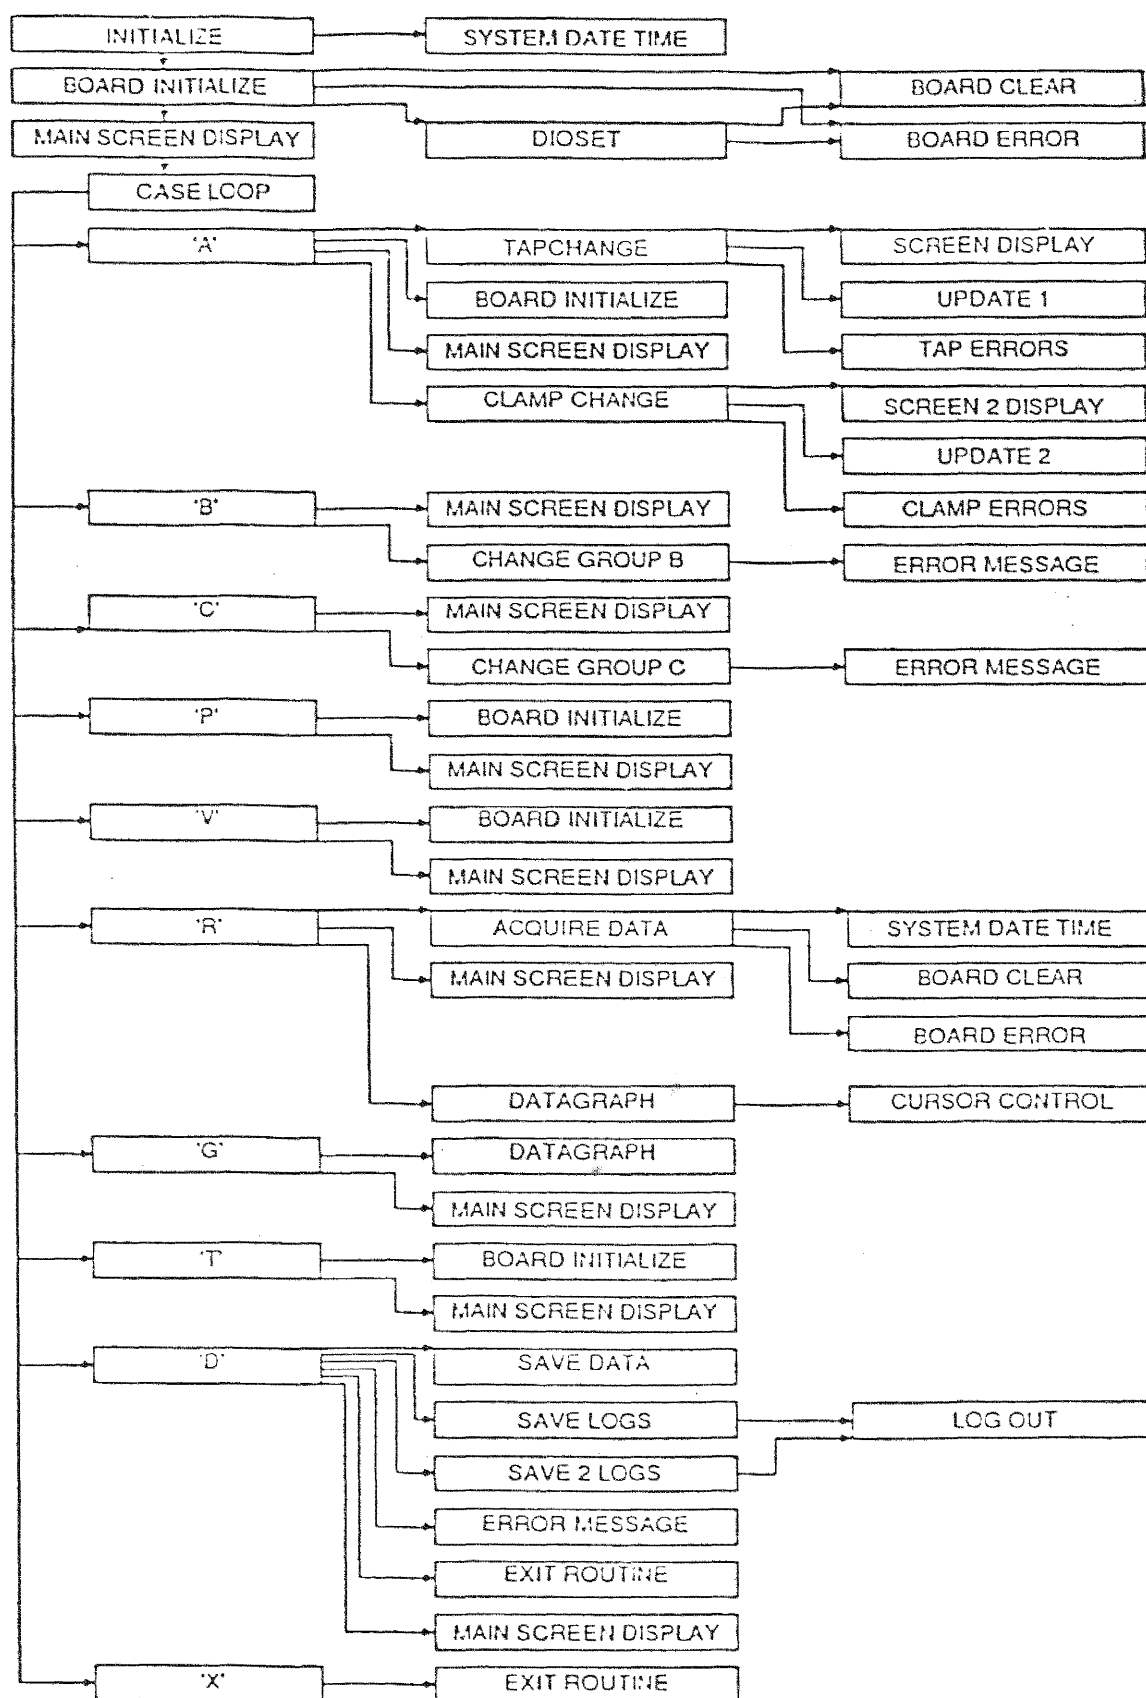 INITIALIZE
SYSTEM DATE TIME
BOARD INITIALIZE
BOARD CLEAR
MAIN SCREEN DISPLAY
DIOSET
BOARD ERROR
CASE LOOP
'A'
TAPCHANGE
SCREEN DISPLAY
BOARD INITIALIZE
UPDATE 1
MAIN SCREEN DISPLAY
TAP ERRORS
CLAMP CHANGE
SCREEN 2 DISPLAY
UPDATE 2
'B'
MAIN SCREEN DISPLAY
CLAMP ERRORS
CHANGE GROUP B
ERROR MESSAGE
'C'
MAIN SCREEN DISPLAY
CHANGE GROUP C
ERROR MESSAGE
'P'
BOARD INITIALIZE
MAIN SCREEN DISPLAY
'V'
BOARD INITIALIZE
MAIN SCREEN DISPLAY
'R'
ACQUIRE DATA
SYSTEM DATE TIME
MAIN SCREEN DISPLAY
BOARD CLEAR
BOARD ERROR
DATAGRAPH
CURSOR CONTROL
'G'
DATAGRAPH
MAIN SCREEN DISPLAY
'T'
BOARD INITIALIZE
MAIN SCREEN DISPLAY
'D'
SAVE DATA
SAVE LOGS
LOG OUT
SAVE 2 LOGS
ERROR MESSAGE
EXIT ROUTINE
MAIN SCREEN DISPLAY
'X'
EXIT ROUTINE